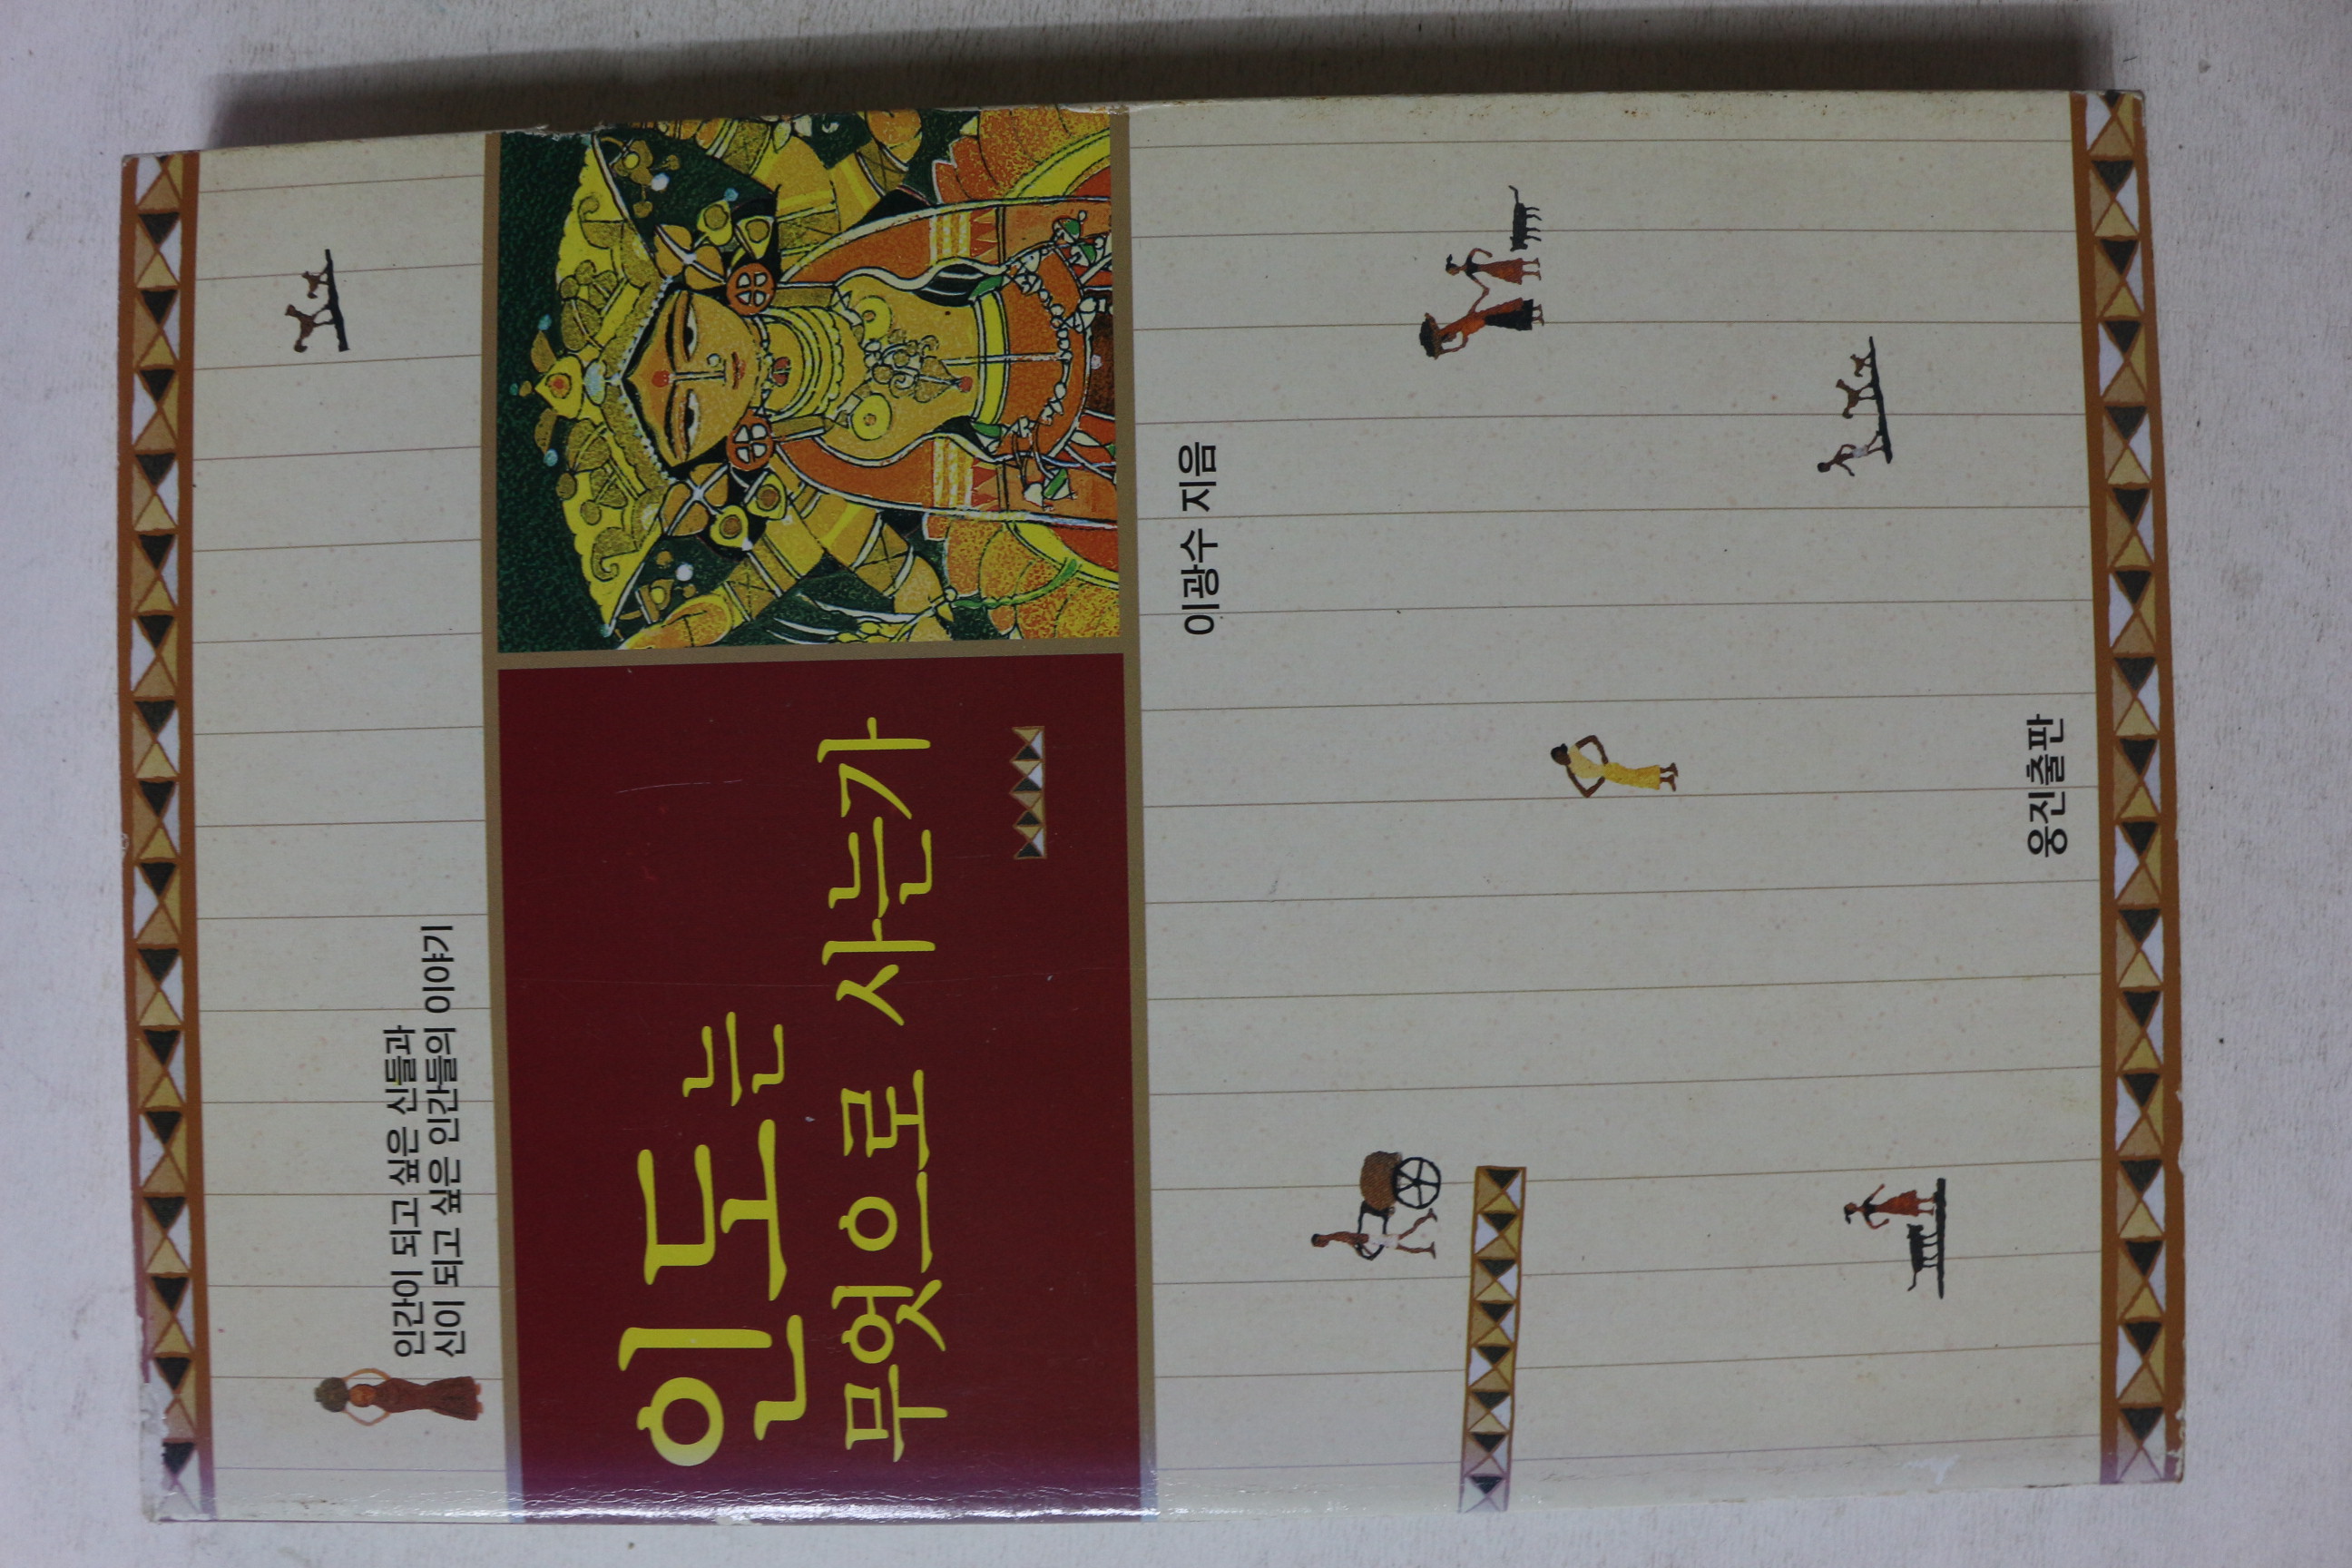 인간이 되고 싶은 신들과
신이 되고 싶은 인간들의 이야기
인도는
무엇으로 사는가
이광수 지음
웅진출판